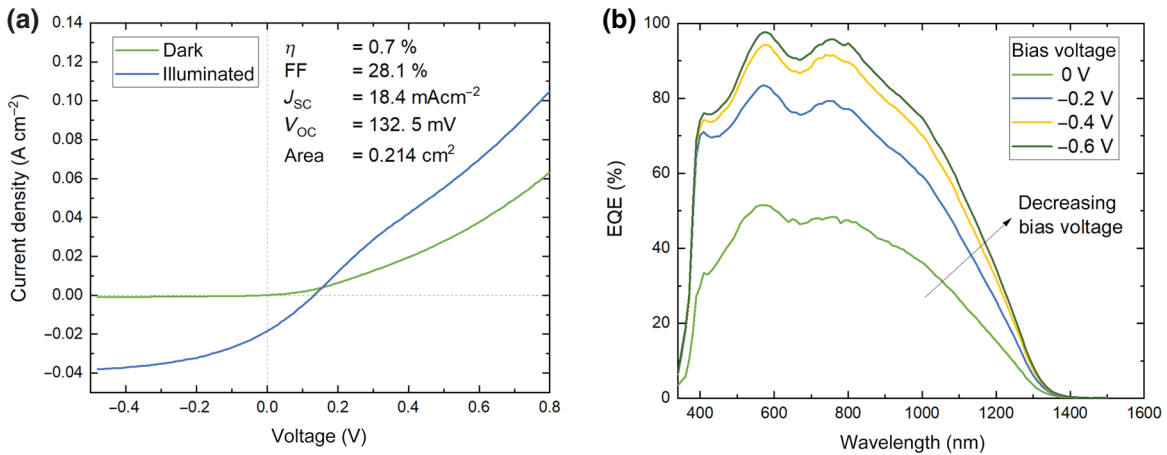 (a)
Dark
Illuminated
η = 0.7 %
FF = 28.1 %
JSC = 18.4 mAcm−2
VOC = 132. 5 mV
Area = 0.214 cm2
0.14
0.12
0.10
0.08
0.06
0.04
0.02
0.00
−0.02
−0.04
−0.4 −0.2 0.0 0.2 0.4 0.6 0.8
Current density (A cm−2)
Voltage (V)
(b)
Bias voltage
0 V
−0.2 V
−0.4 V
−0.6 V
Decreasing
bias voltage
100
80
60
40
20
0
400 600 800 1000 1200 1400 1600
EQE (%)
Wavelength (nm)